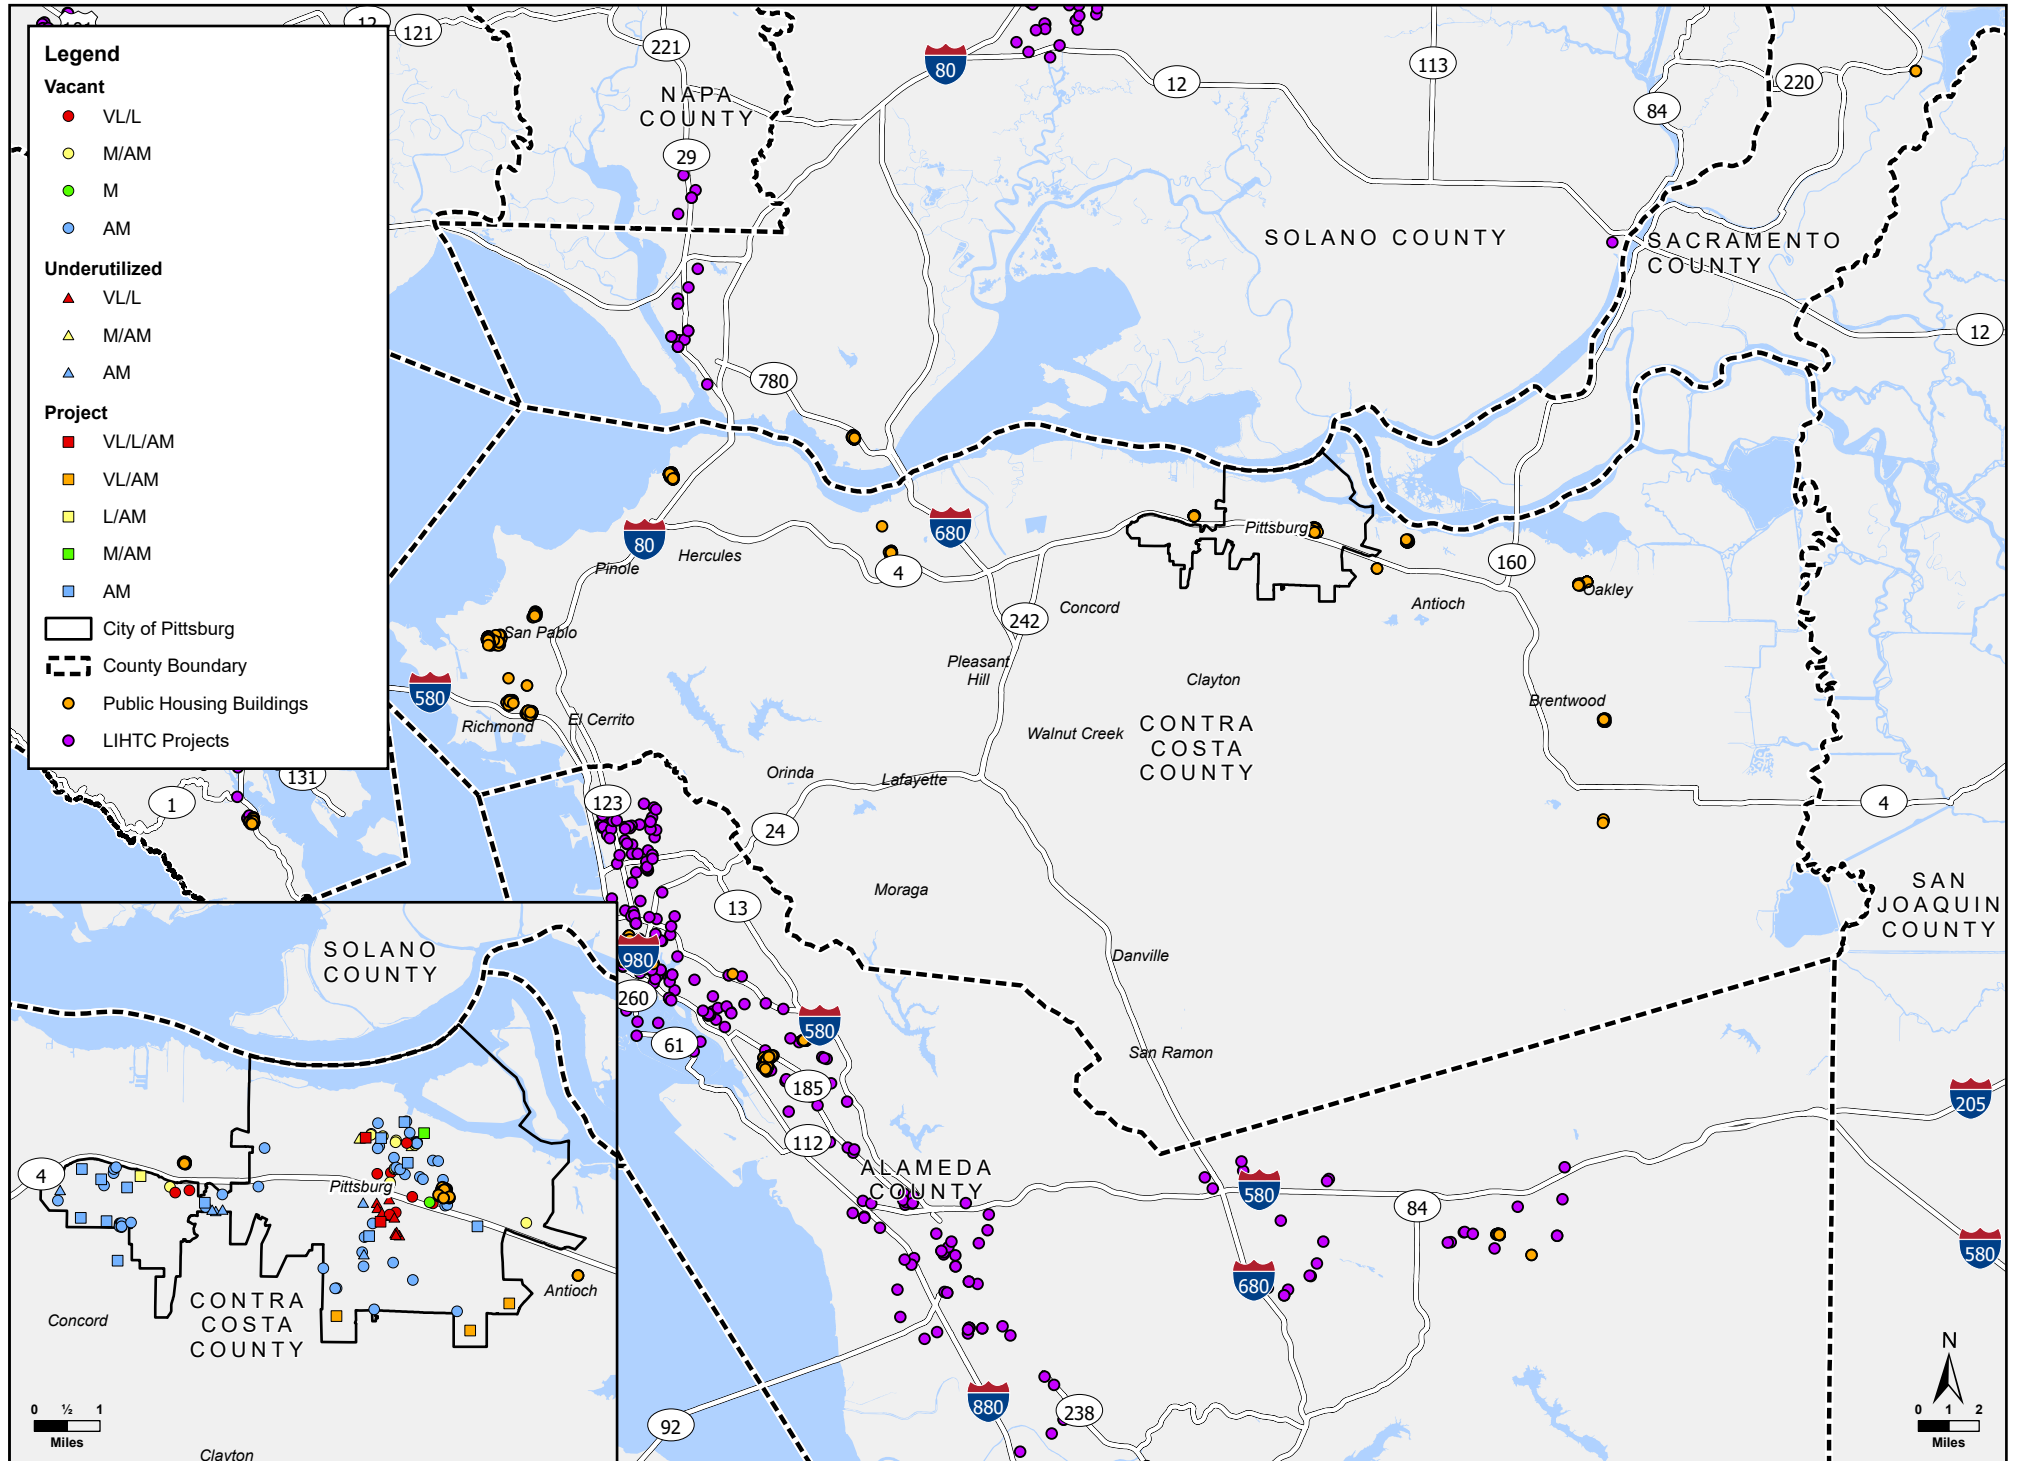 Legend
Vacant
VL/L
M/AM
M
AM
Underutilized
VL/L
M/AM
AM
Project
VL/L/AM
VL/AM
L/AM
M/AM
AM
City of Pittsburg
County Boundary
Public Housing Buildings
LIHTC Projects
12
121
221
80
12
113
84
220
NAPA
COUNTY
29
SOLANO COUNTY
SACRAMENTO
COUNTY
12
780
80
Hercules
Pinole
680
4
Pittsburg
160
Oakley
Antioch
Concord
242
San Pablo
Pleasant
Hill
Clayton
580
Richmond
El Cerrito
Brentwood
Walnut Creek
CONTRA
COSTA
COUNTY
Orinda
Lafayette
131
1
123
24
4
Moraga
13
SAN
JOAQUIN
COUNTY
Danville
980
260
580
61
San Ramon
185
205
112
ALAMEDA
COUNTY
580
84
580
680
880
238
92
N
0 1 2
Miles
SOLANO
COUNTY
4
Pittsburg
Antioch
CONTRA
COSTA
COUNTY
Concord
0 ½ 1
Miles
Clayton